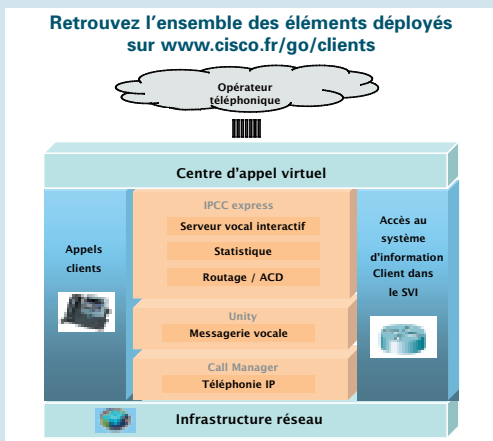 Retrouvez l'ensemble des éléments déployés
sur www.cisco.fr/go/clients
Opérateur
téléphonique
Centre d'appel virtuel
Appels
clients
IPCC express
Serveur vocal interactif
Statistique
Routage / ACD
Unity
Messagerie vocale
Call Manager
Téléphonie IP
Accès au
système
d'information
Client dans
le SVI
Infrastructure réseau